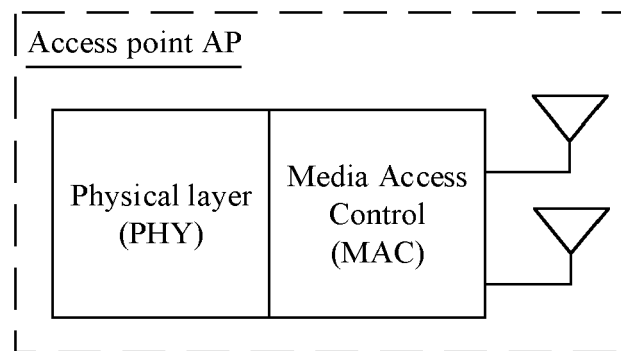 Access point AP
Physical layer
(PHY)
Media Access
Control
(MAC)